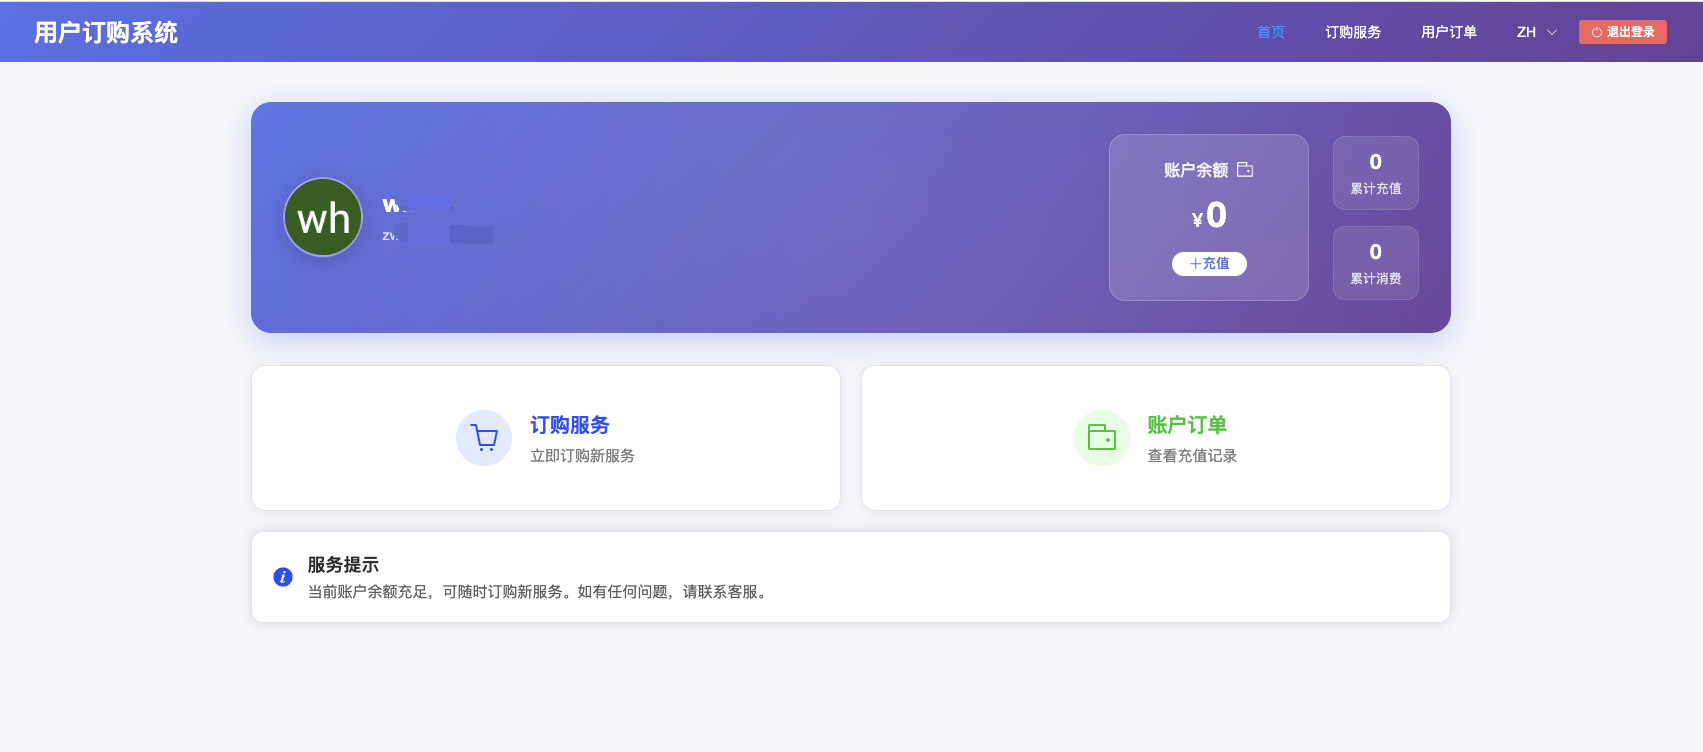 用户订购系统
首页
订购服务
用户订单
ZH
退出登录
wh
账户余额
¥0
+充值
0
累计充值
0
累计消费
订购服务
立即订购新服务
账户订单
查看充值记录
服务提示
当前账户余额充足，可随时订购新服务。如有任何问题，请联系客服。